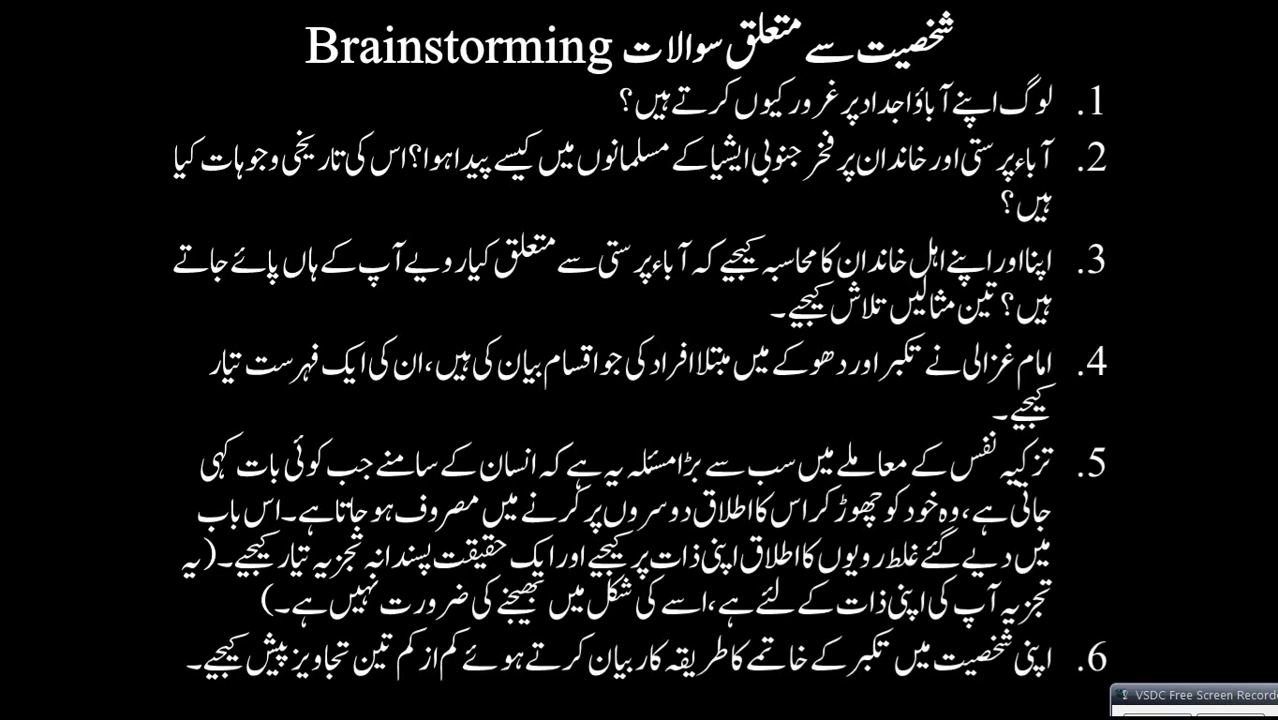 شخصیت سے متعلق سوالات Brainstorming
1. لوگ اپنے آباؤ اجداد پر غرور کیوں کرتے ہیں؟
2. آباء پرستی اور خاندان پر فخر جنوبی ایشیا کے مسلمانوں میں کیسے پیدا ہوا؟ اس کی تاریخی وجوہات کیا
ہیں؟
3. اپنا اور اپنے اہل خاندان کا محاسبہ کیجیے کہ آباء پرستی سے متعلق کیا رویے آپ کے ہاں پائے جاتے
ہیں؟ تین مثالیں تلاش کیجیے۔
4. امام غزالی نے تکبر اور دھوکے میں مبتلا افراد کی جو اقسام بیان کی ہیں، ان کی ایک فہرست تیار
کیجیے۔
5. تزکیہ نفس کے معاملے میں سب سے بڑا مسئلہ یہ ہے کہ انسان کے سامنے جب کوئی بات کہی
جاتی ہے، وہ خود کو چھوڑ کر اس کا اطلاق دوسروں پر کرنے میں مصروف ہو جاتا ہے۔ اس باب
میں دیے گئے غلط رویوں کا اطلاق اپنی ذات پر کیجیے اور ایک حقیقت پسندانہ تجزیہ تیار کیجیے۔ (یہ
تجزیہ آپ کی اپنی ذات کے لئے ہے، اسے کی شکل میں بھیجنے کی ضرورت نہیں ہے۔)
6. اپنی شخصیت میں تکبر کے خاتمے کا طریقہ کار بیان کرتے ہوئے کم از کم تین تجاویز پیش کیجیے۔
VSDC Free Screen Recorde